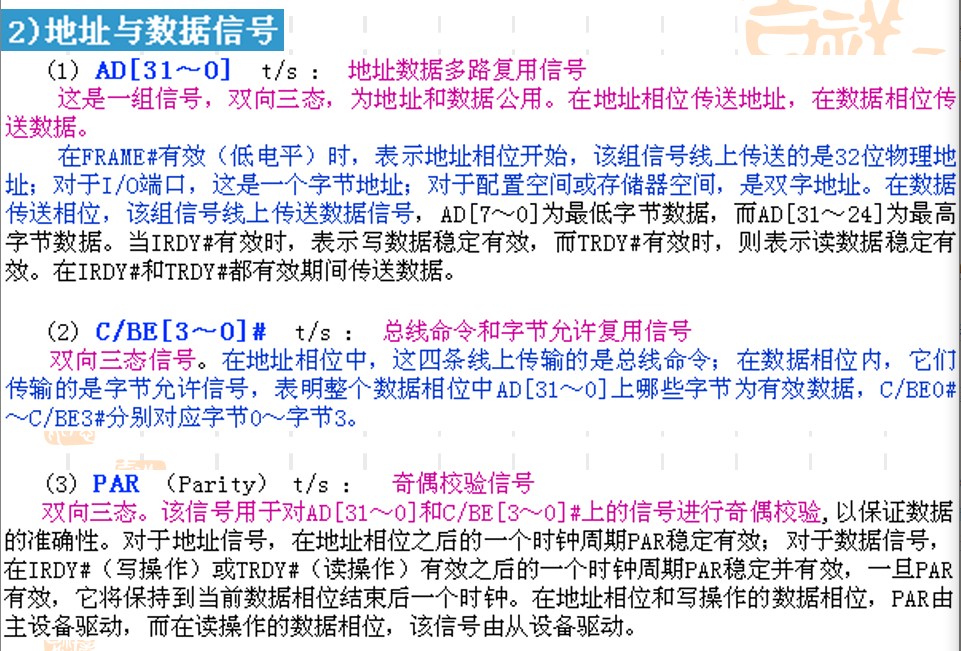 2)地址与数据信号
（1）AD[31～0] t/s： 地址数据多路复用信号
这是一组信号，双向三态，为地址和数据公用。在地址相位传送地址，在数据相位传
送数据。
在FRAME#有效（低电平）时，表示地址相位开始，该组信号线上传送的是32位物理地
址；对于I/O端口，这是一个字节地址；对于配置空间或存储器空间，是双字地址。在数据
传送相位，该组信号线上传送数据信号，AD[7～0]为最低字节数据，而AD[31～24]为最高
字节数据。当IRDY#有效时，表示写数据稳定有效，而TRDY#有效时，则表示读数据稳定有
效。在IRDY#和TRDY#都有效期间传送数据。
（2）C/BE[3～0]# t/s： 总线命令和字节允许复用信号
双向三态信号。在地址相位中，这四条线上传输的是总线命令；在数据相位内，它们
传输的是字节允许信号，表明整个数据相位中AD[31～0]上哪些字节为有效数据，C/BE0#
～C/BE3#分别对应字节0～字节3。
（3）PAR （Parity） t/s： 奇偶校验信号
双向三态。该信号用于对AD[31～0]和C/BE[3～0]#上的信号进行奇偶校验,以保证数据
的准确性。对于地址信号，在地址相位之后的一个时钟周期PAR稳定有效；对于数据信号，
在IRDY#（写操作）或TRDY#（读操作）有效之后的一个时钟周期PAR稳定并有效，一旦PAR
有效，它将保持到当前数据相位结束后一个时钟。在地址相位和写操作的数据相位，PAR由
主设备驱动，而在读操作的数据相位，该信号由从设备驱动。